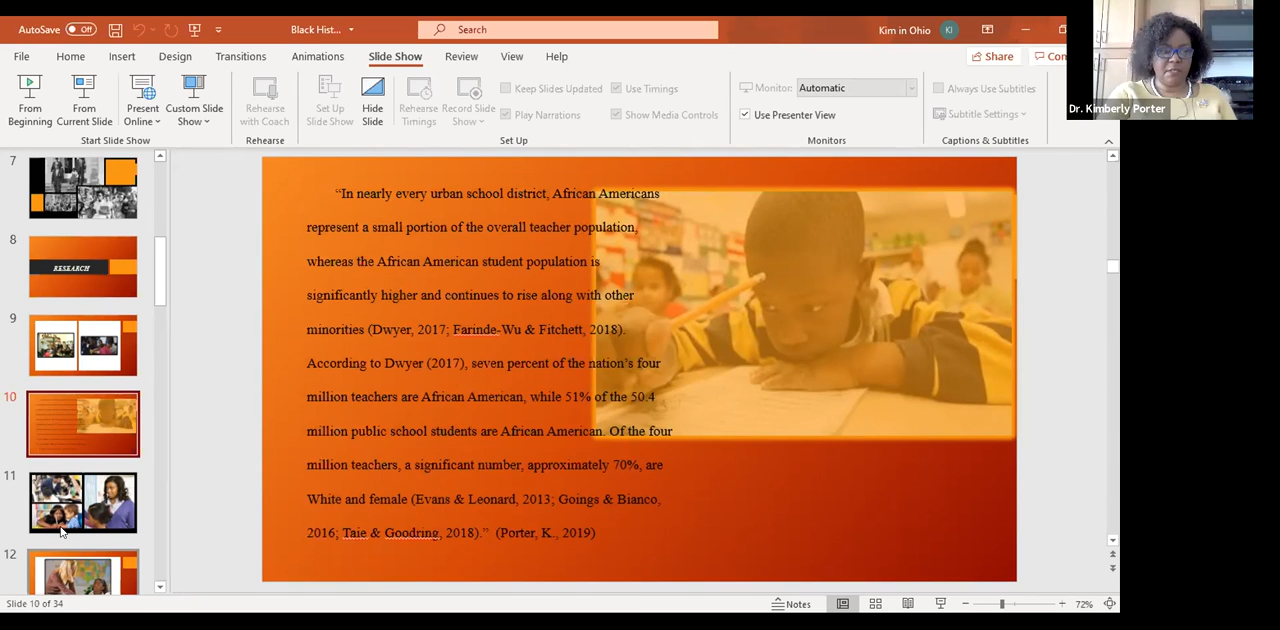 AutoSave Off
Black Hist...
Search
Kim in Ohio KI
File Home Insert Design Transitions Animations Slide Show Review View Help
Share
Dr. Kimberly Porter
From Beginning
From Current Slide
Present Online
Custom Slide Show
Rehearse with Coach
Set Up Slide Show
Hide Slide
Rehearse Timings
Record Slide Show
Keep Slides Updated
Play Narrations
Use Timings
Show Media Controls
Monitor: Automatic
Use Presenter View
Always Use Subtitles
Subtitle Settings
Start Slide Show Rehearse Set Up Monitors Captions & Subtitles
7
8
RESEARCH
9
10
11
12
“In nearly every urban school district, African Americans
represent a small portion of the overall teacher population,
whereas the African American student population is
significantly higher and continues to rise along with other
minorities (Dwyer, 2017; Farinde-Wu & Fitchett, 2018).
According to Dwyer (2017), seven percent of the nation’s four
million teachers are African American, while 51% of the 50.4
million public school students are African American. Of the four
million teachers, a significant number, approximately 70%, are
White and female (Evans & Leonard, 2013; Goings & Bianco,
2016; Taie & Goodring, 2018).” (Porter, K., 2019)
Slide 10 of 34
Notes
72%